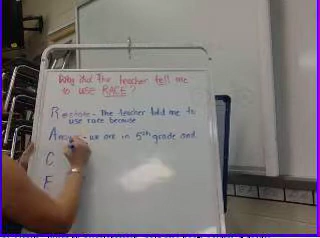 Why did the teacher tell me
to use RACE?
Restate - The teacher told me to
use race because
Answer - we are in 5th grade and
C
E